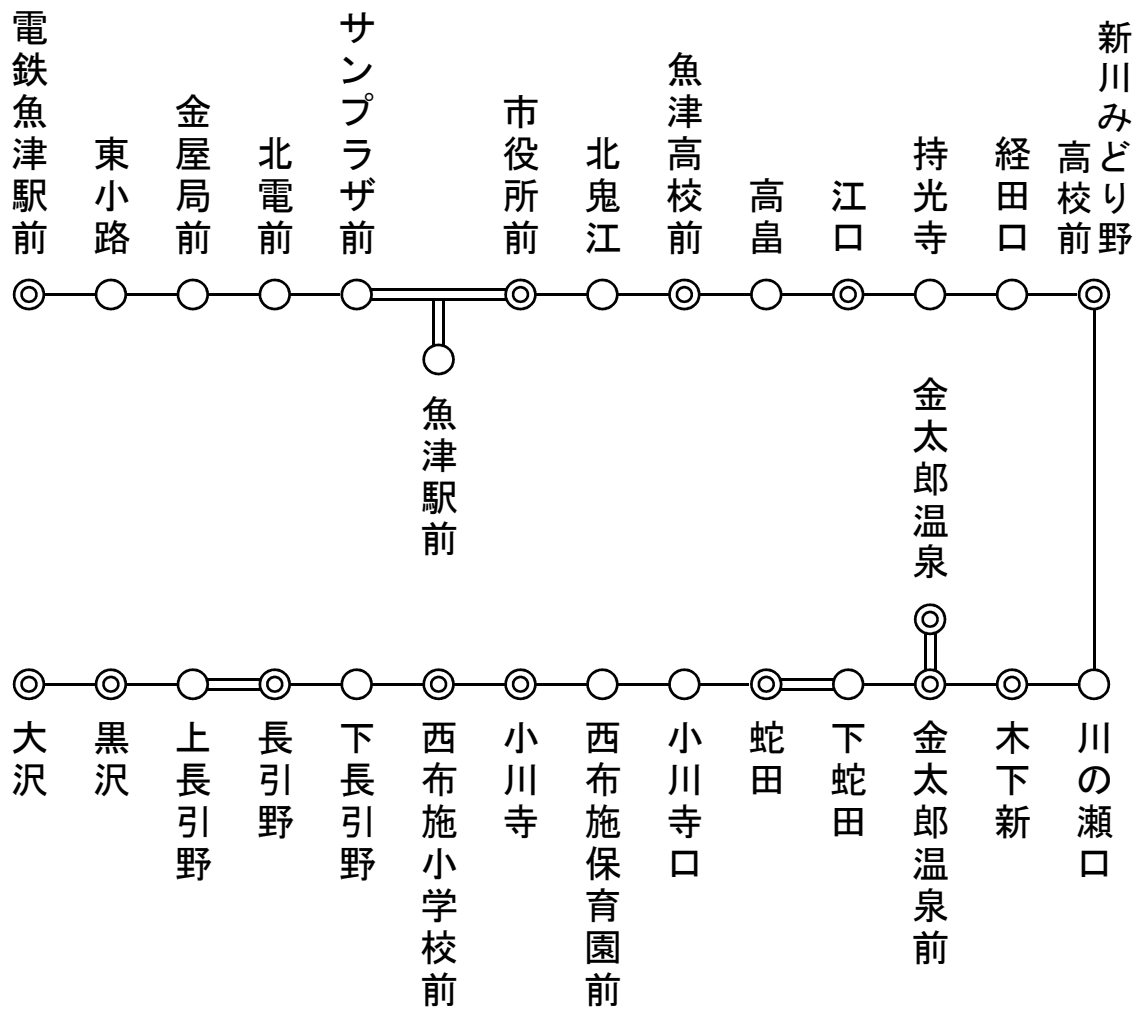 電鉄魚津駅前
東小路
金屋局前
北電前
サンプラザ前
市役所前
北鬼江
魚津高校前
高畠
江口
持光寺
経田口
新川みどり野
高校前
魚津駅前
金太郎温泉
大沢
黒沢
上長引野
長引野
下長引野
西布施小学校前
小川寺
西布施保育園前
小川寺口
蛇田
下蛇田
金太郎温泉前
木下新
川の瀬口